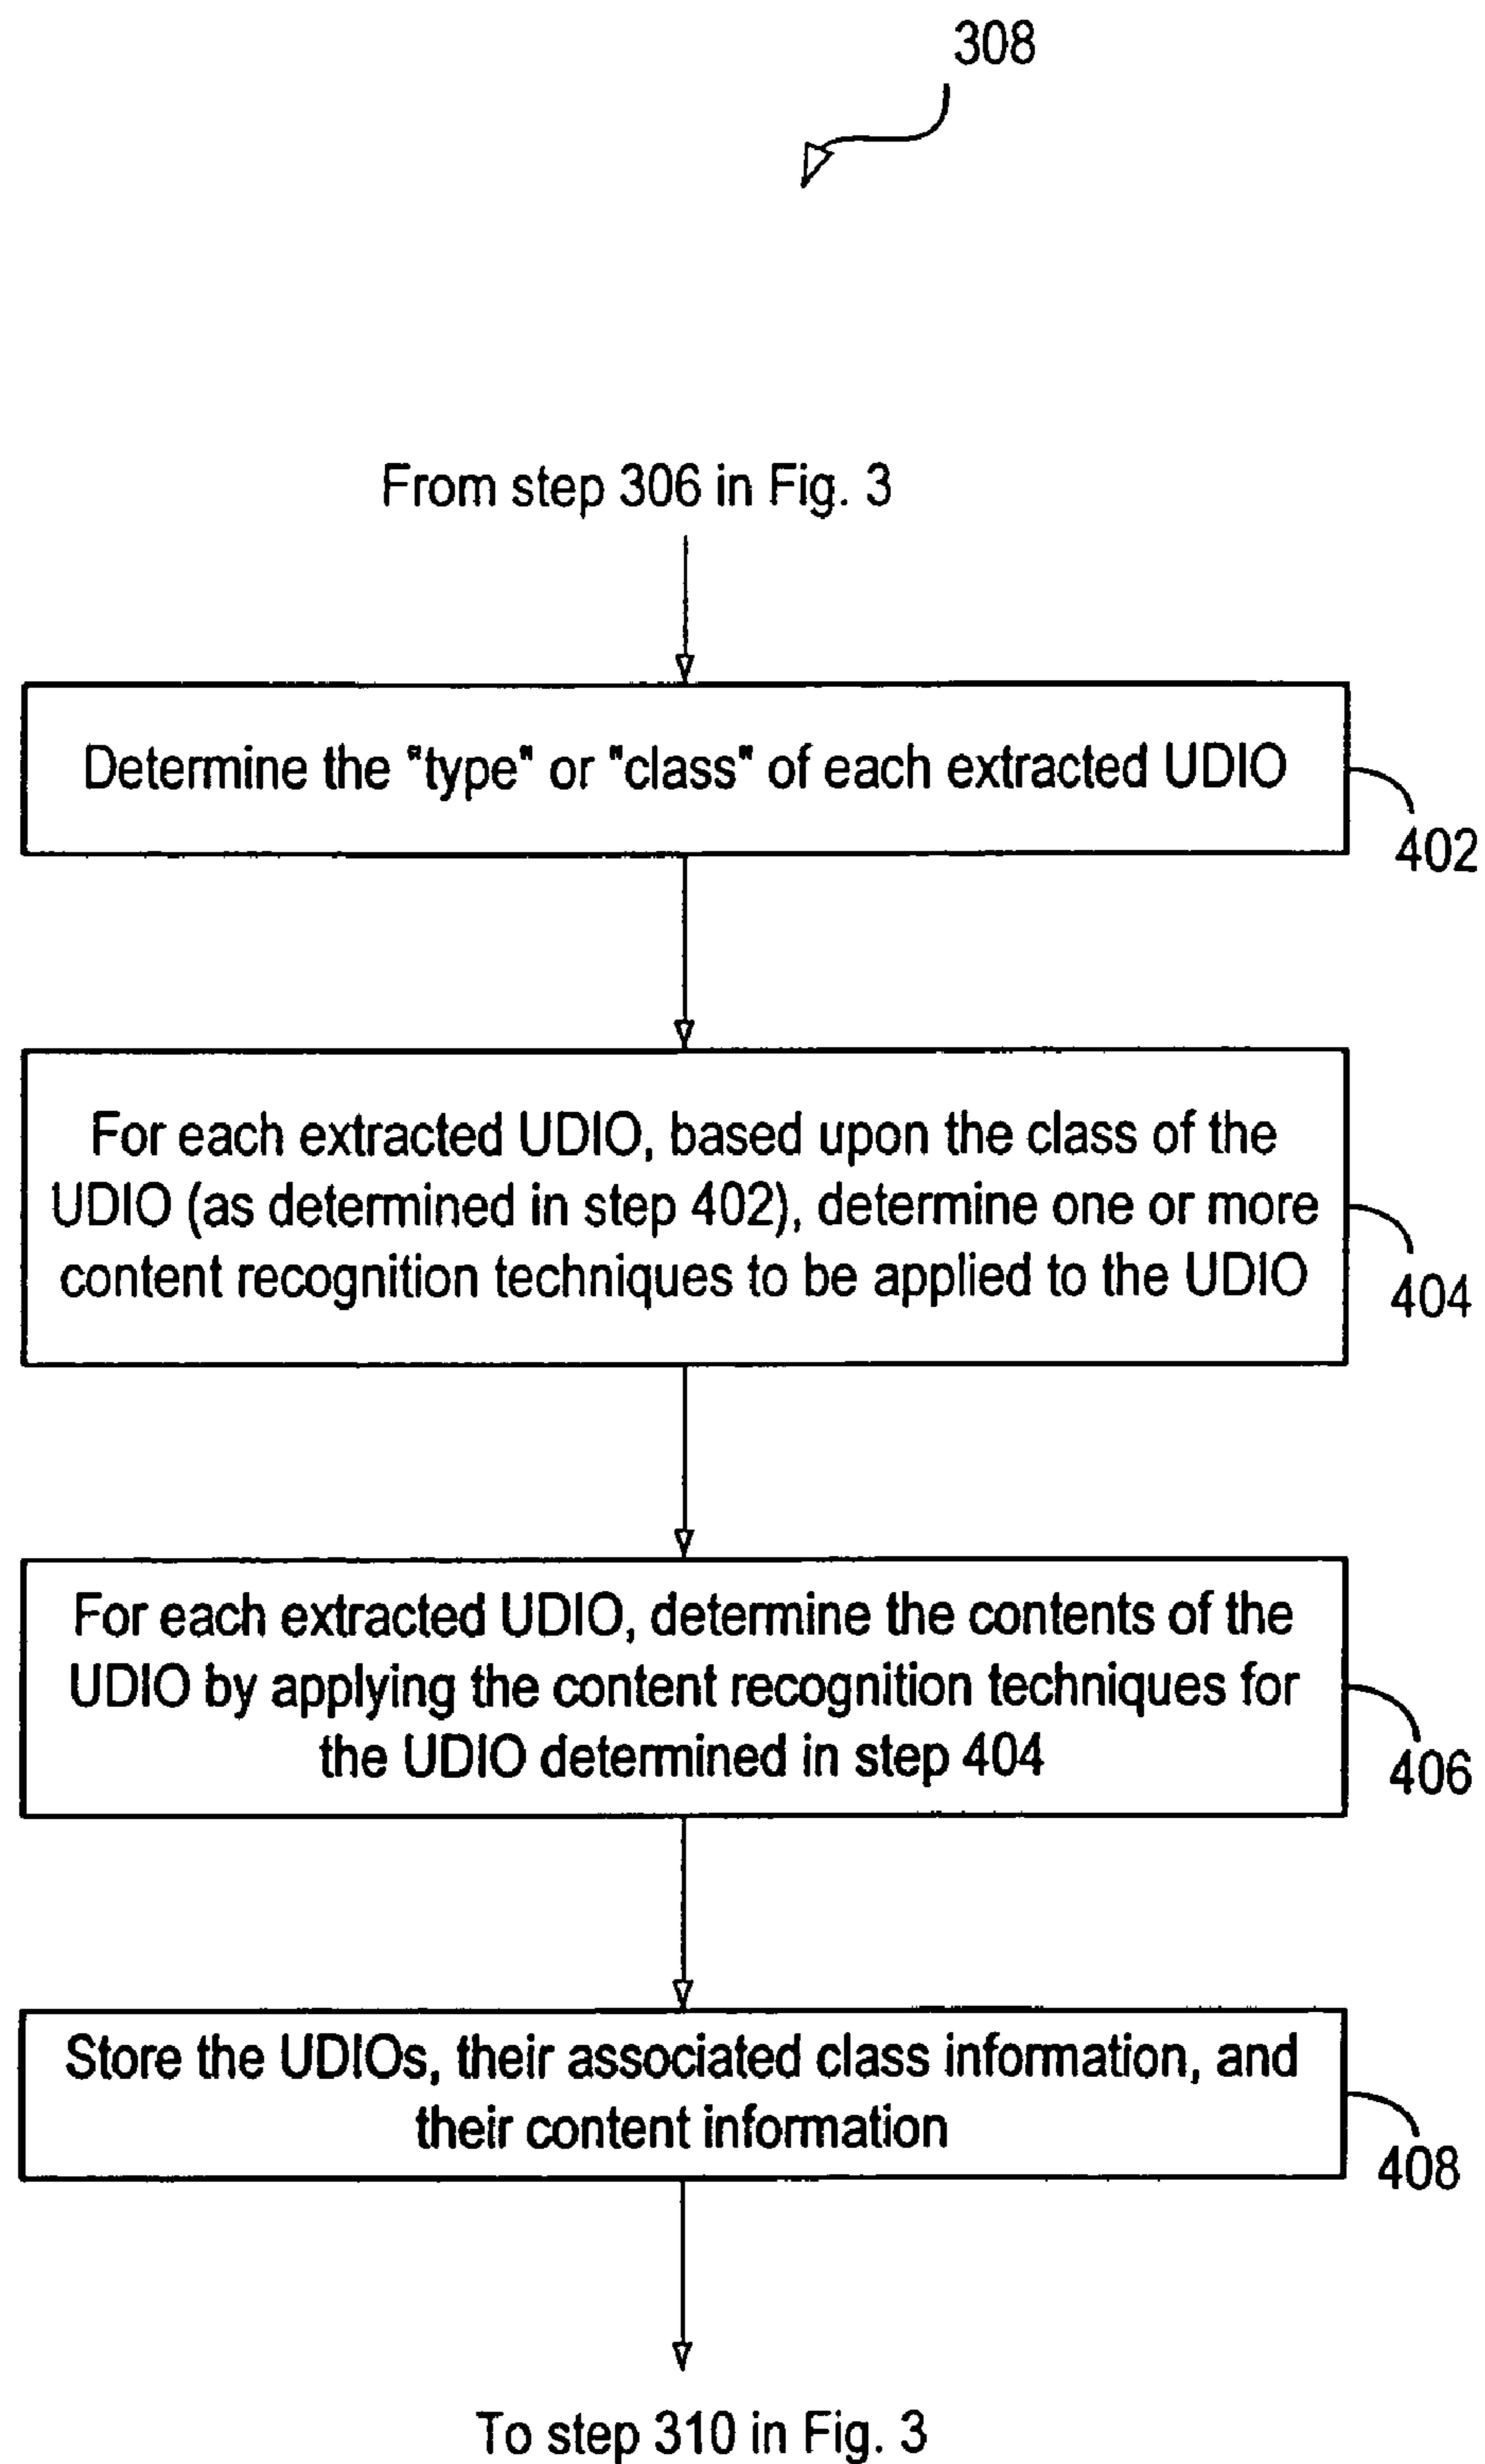 308
From step 306 in Fig. 3
Determine the "type" or "class" of each extracted UDIO
402
For each extracted UDIO, based upon the class of the
UDIO (as determined in step 402), determine one or more
content recognition techniques to be applied to the UDIO
404
For each extracted UDIO, determine the contents of the
UDIO by applying the content recognition techniques for
the UDIO determined in step 404
406
Store the UDIOs, their associated class information, and
their content information
408
To step 310 in Fig. 3